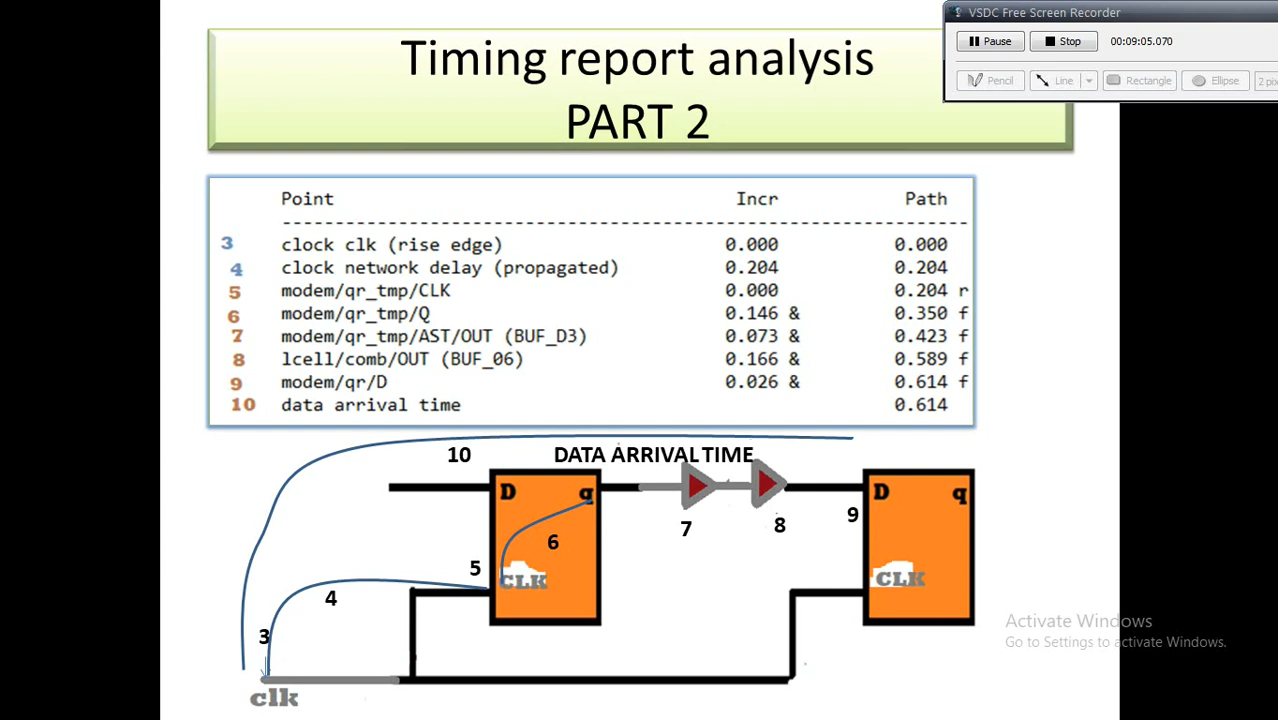 VSDC Free Screen Recorder
Pause Stop 00:09:05.070
Pencil Line Rectangle Ellipse 2 pix
Timing report analysis
PART 2
Point Incr Path
-----------------------------------------------------------------
3 clock clk (rise edge) 0.000 0.000
4 clock network delay (propagated) 0.204 0.204
5 modem/qr_tmp/CLK 0.000 0.204 r
6 modem/qr_tmp/Q 0.146 & 0.350 f
7 modem/qr_tmp/AST/OUT (BUF_D3) 0.073 & 0.423 f
8 lcell/comb/OUT (BUF_06) 0.166 & 0.589 f
9 modem/qr/D 0.026 & 0.614 f
10 data arrival time 0.614
10 DATA ARRIVAL TIME
D q D q
7 8 9
6
5 CLK CLK
4
3
clk
Activate Windows
Go to Settings to activate Windows.